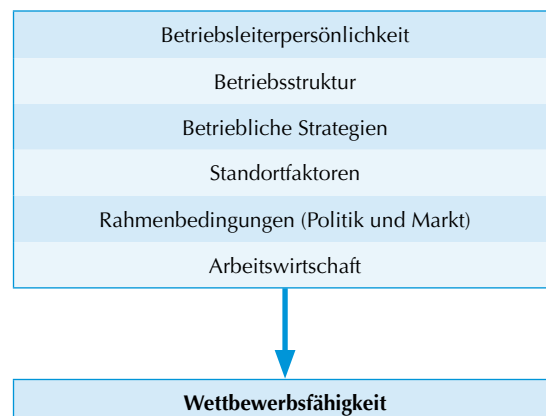 Betriebsleiterpersönlichkeit
Betriebsstruktur
Betriebliche Strategien
Standortfaktoren
Rahmenbedingungen (Politik und Markt)
Arbeitswirtschaft
Wettbewerbsfähigkeit